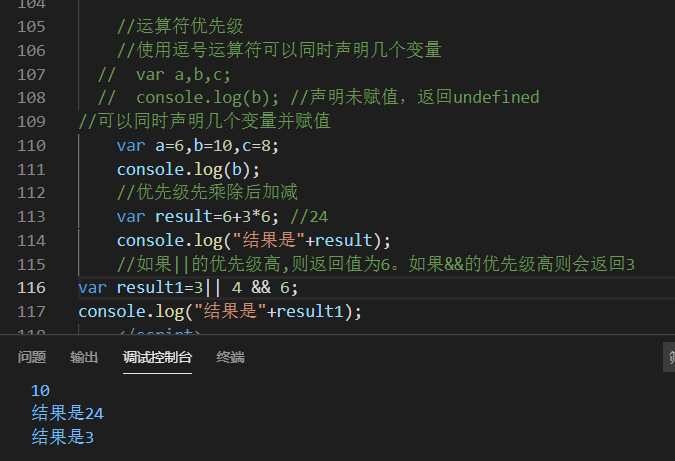 104
105 //运算符优先级
106 //使用逗号运算符可以同时声明几个变量
107 // var a,b,c;
108 // console.log(b); //声明未赋值，返回undefined
109 //可以同时声明几个变量并赋值
110 var a=6,b=10,c=8;
111 console.log(b);
112 //优先级先乘除后加减
113 var result=6+3*6; //24
114 console.log("结果是"+result);
115 //如果||的优先级高,则返回值为6。如果&&的优先级高则会返回3
116 var result1=3|| 4 && 6;
117 console.log("结果是"+result1);
118 </script>
问题 输出 调试控制台 终端
10
结果是24
结果是3